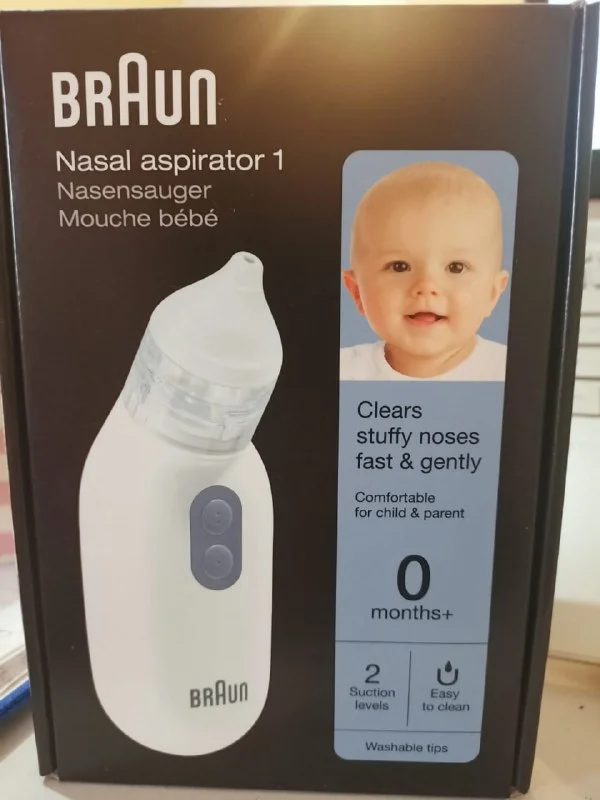 BRAUN
Nasal aspirator 1
Nasensauger
Mouche bébé
Clears
stuffy noses
fast & gently
Comfortable
for child & parent
0
months+
2
Suction
levels
Easy
to clean
Washable tips
BRAUN